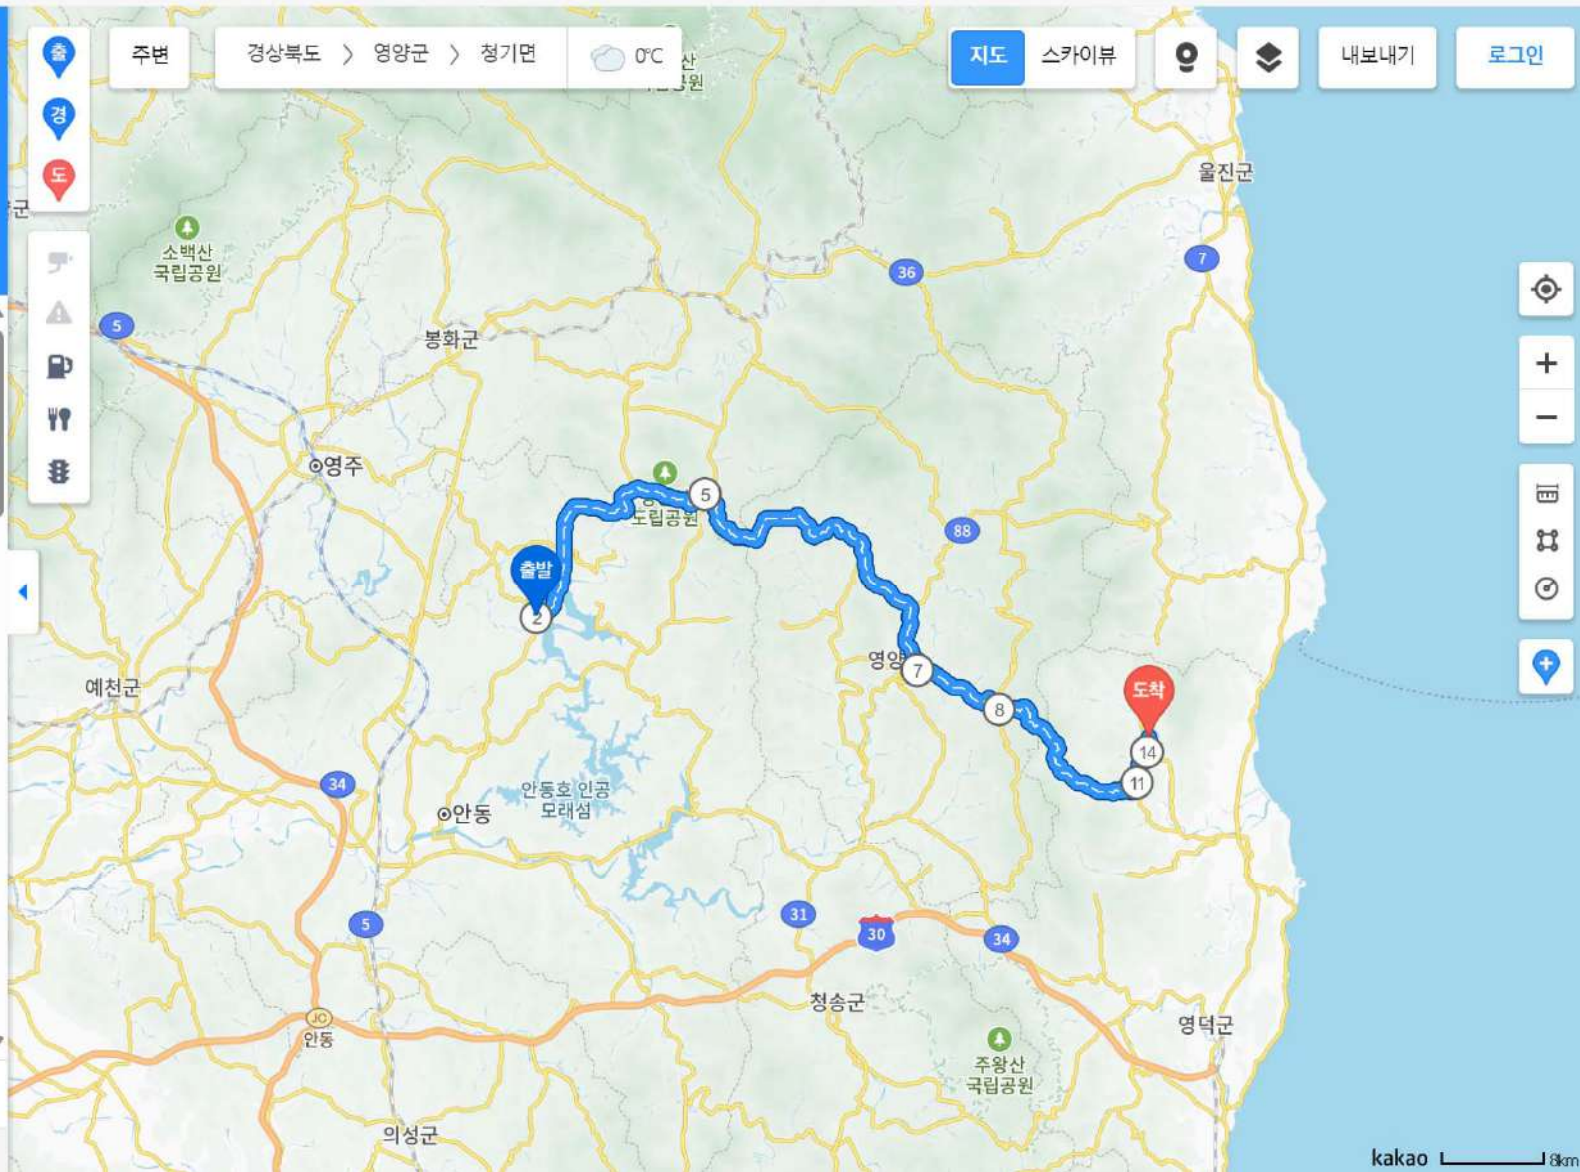 출
경
도
주변
경상북도 > 영양군 > 청기면
0℃
지도
스카이뷰
내보내기
로그인
울진군
소백산
국립공원
36
7
5
봉화군
영주
5
도립공원
88
출발
2
영양
7
예천군
8
도착
14
11
34
안동호 인공
모래섬
안동
5
31
30
34
청송군
JC
안동
영덕군
주왕산
국립공원
의성군
kakao
8km